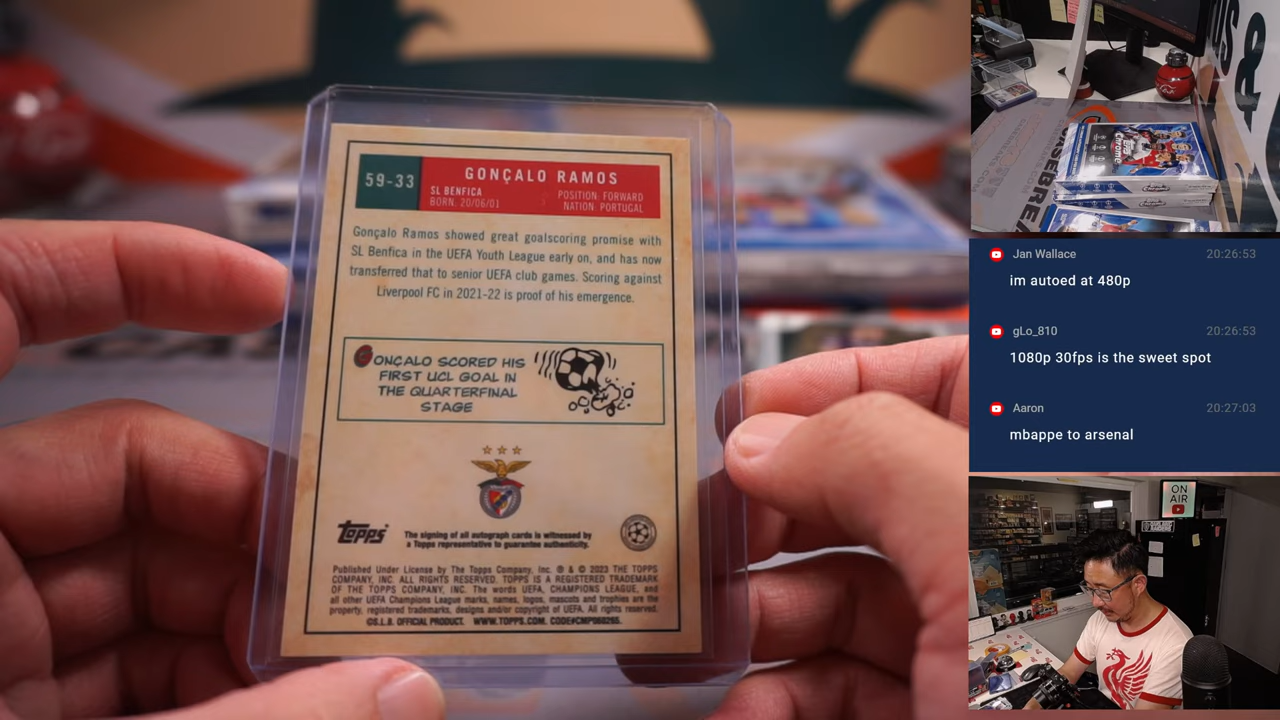 59-33
GONÇALO RAMOS
SL BENFICA
BORN: 20/06/01
POSITION: FORWARD
NATION: PORTUGAL
Gonçalo Ramos showed great goalscoring promise with
SL Benfica in the UEFA Youth League early on, and has now
transferred that to senior UEFA club games. Scoring against
Liverpool FC in 2021-22 is proof of his emergence.
GONÇALO SCORED HIS
FIRST UCL GOAL IN
THE QUARTERFINAL
STAGE
Topps
The signing of all autograph cards is witnessed by
a Topps representative to guarantee authenticity.
Published Under License by The Topps Company, Inc. ® & © 2023 THE TOPPS
COMPANY, INC. ALL RIGHTS RESERVED. TOPPS IS A REGISTERED TRADEMARK
OF THE TOPPS COMPANY, INC. The words UEFA, CHAMPIONS LEAGUE, and
all other UEFA Champions League marks, names, logos, mascots and trophies are the
property, registered trademarks, designs and/or copyright of UEFA. All rights reserved.
©S.L.B. OFFICIAL PRODUCT. WWW.TOPPS.COM. CODE#CMP060265.
US &
Jan Wallace 20:26:53
im autoed at 480p
gLo_810 20:26:53
1080p 30fps is the sweet spot
Aaron 20:27:03
mbappe to arsenal
ON
AIR